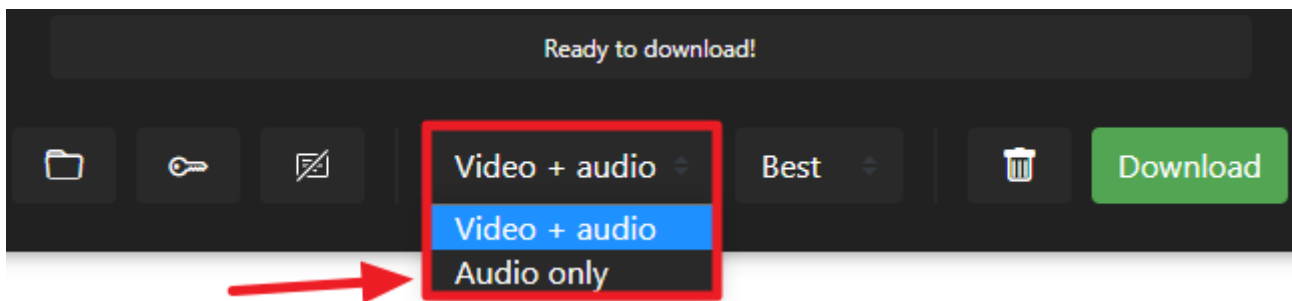 Ready to download!
Video + audio
Best
Download
Video + audio
Audio only